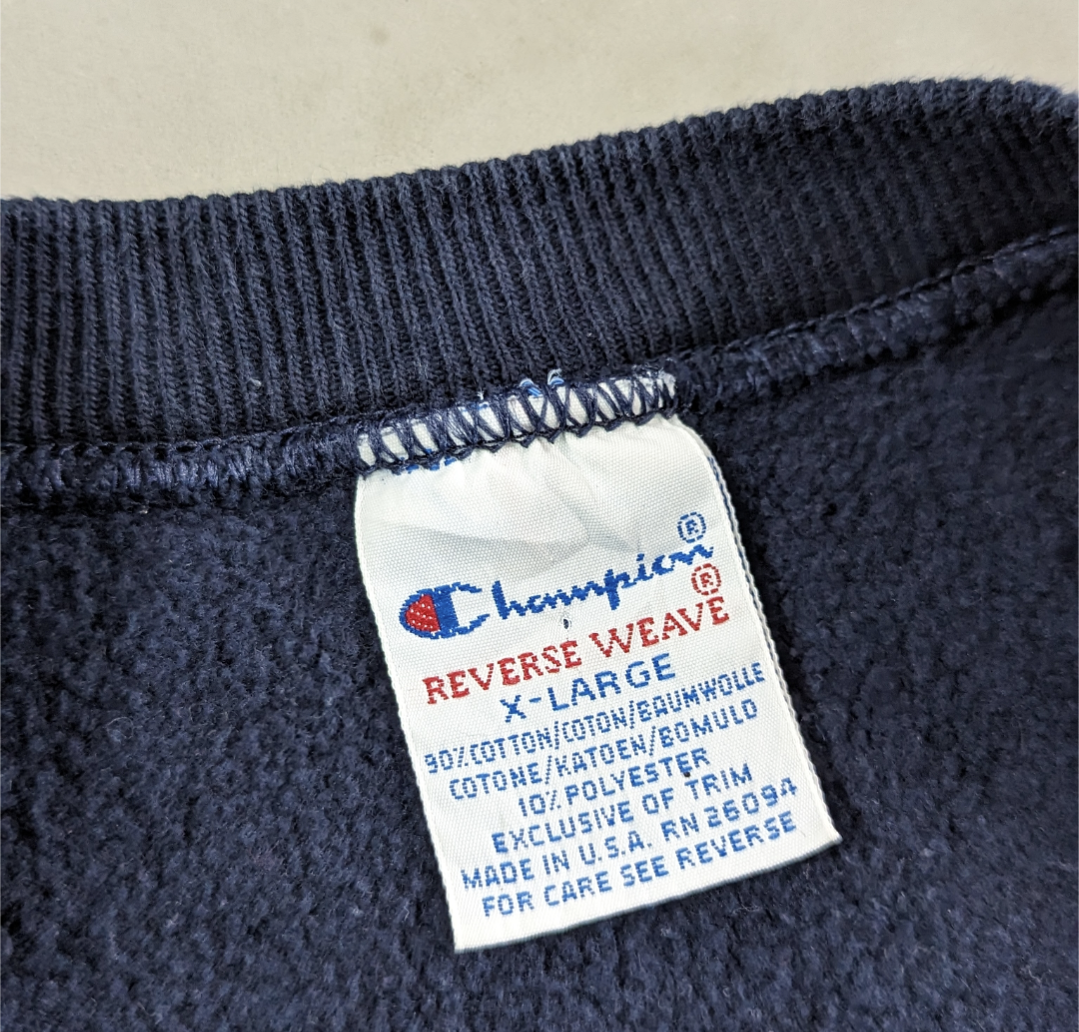 Champion®
REVERSE WEAVE®
X-LARGE
90%COTTON/COTON/BAUMWOLLE
COTONE/KATOEN/BOMULD
10% POLYESTER
EXCLUSIVE OF TRIM
MADE IN U.S.A. RN 26094
FOR CARE SEE REVERSE